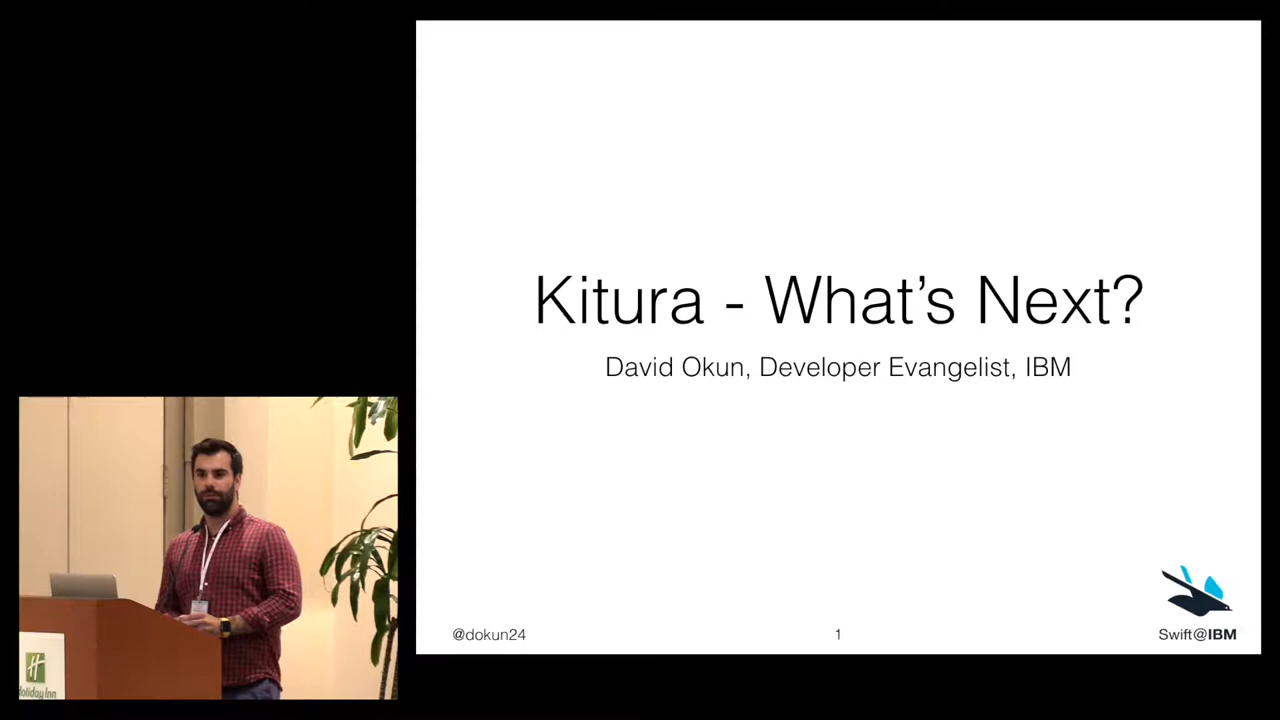 Kitura - What's Next?
David Okun, Developer Evangelist, IBM
@dokun24
1
Swift@IBM
H
Holiday Inn